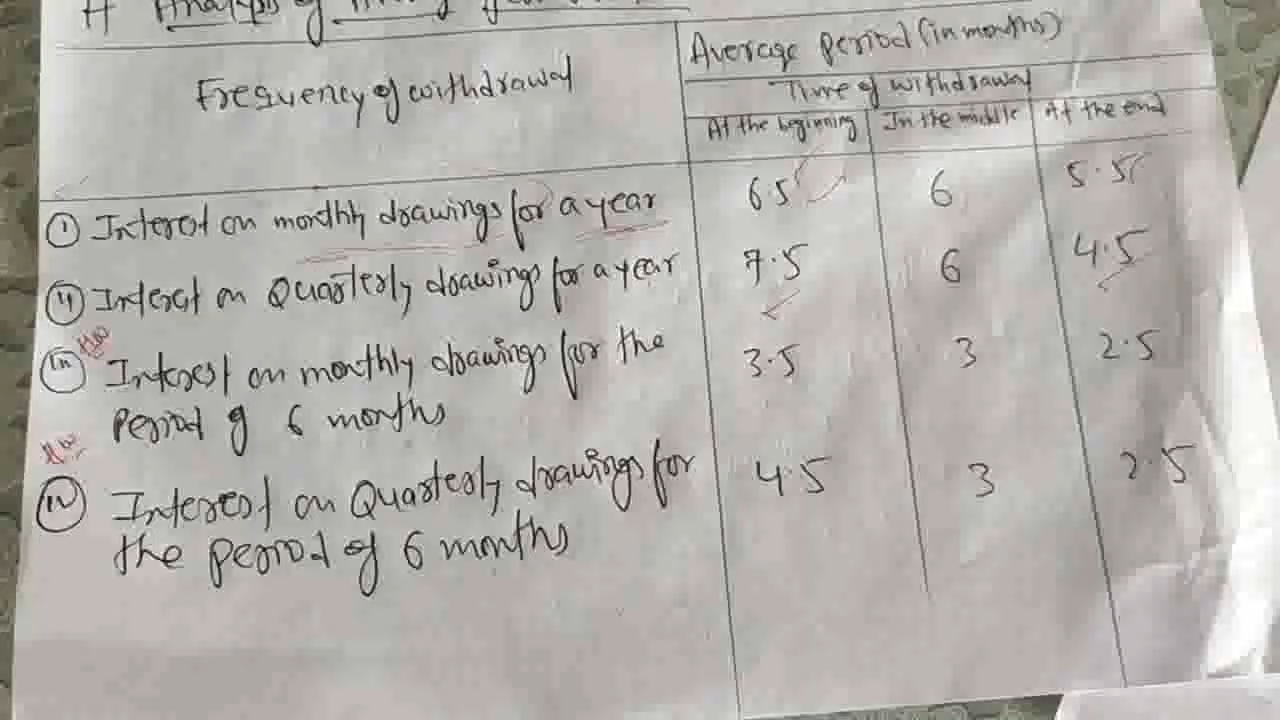 # Analysis of
Frequency of withdrawal
Average period (in months)
Time of withdrawal
At the beginning In the middle At the end
(I) Interest on monthly drawings for a year 6.5 6 5.5
(II) Interest on Quarterly drawings for a year 7.5 6 4.5
(III) Interest on monthly drawings for the 3.5 3 2.5
period of 6 months
(IV) Interest on Quarterly drawings for 4.5 3 2.5
the period of 6 months